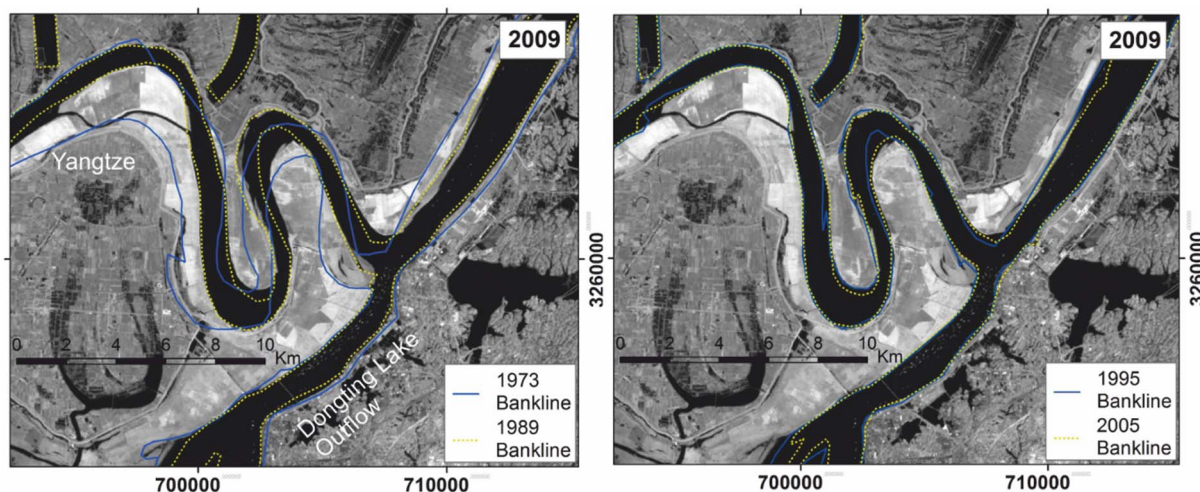 2009
Yangtze
0 2 4 6 8 10
Km
Dongting Lake
Outflow
1973
Bankline
1989
Bankline
700000
710000
3260000
2009
0 2 4 6 8 10
Km
1995
Bankline
2005
Bankline
700000
710000
3260000